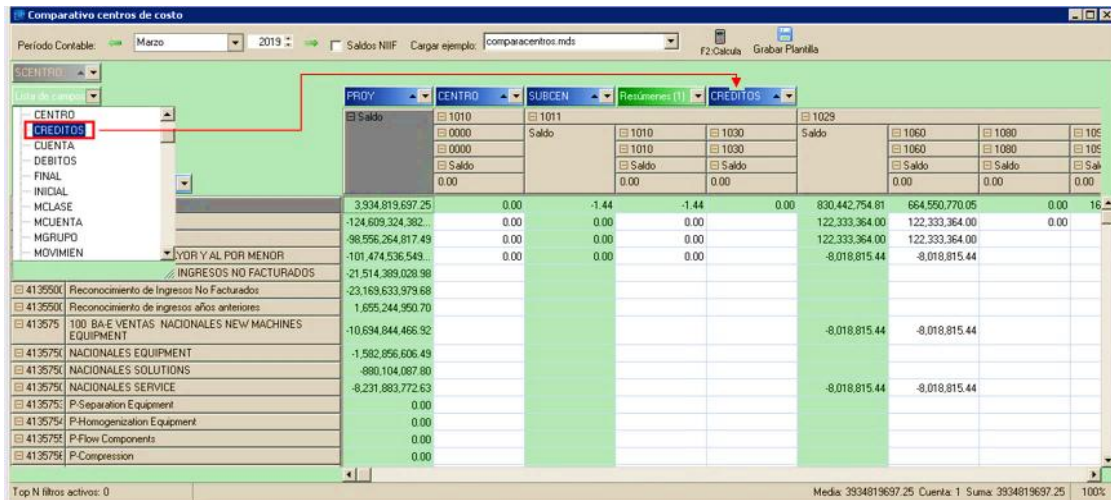 Comparativo centros de costo
Período Contable: Marzo 2019 Saldos NIIF Cargar ejemplo: comparacentros.mds F2:Calcula Grabar Plantilla
SCENTRO
Lista de campos
PROY CENTRO SUBCEN Resúmenes (1) CREDITOS
CENTRO
CREDITOS
CUENTA
DEBITOS
FINAL
INICIAL
MCLASE
MCUENTA
MGRUPO
MOVIMIEN
Saldo 1010 1011 1029
0000 Saldo 1010 1030 Saldo 1060 1080 109
0000 1010 1030 1060 1080 109
Saldo Saldo Saldo Saldo Saldo Sal
0.00 0.00 0.00 0.00 0.00 0.00
3,934,819,697.25 0.00 -1.44 -1.44 0.00 830,442,754.81 664,550,770.05 0.00 16
-124,609,324,382... 0.00 0.00 0.00 122,333,364.00 122,333,364.00 0.00
-98,556,264,817.49 0.00 0.00 0.00 122,333,364.00 122,333,364.00
YOR Y AL POR MENOR -101,474,536,549... 0.00 0.00 0.00 -8,018,815.44 -8,018,815.44
INGRESOS NO FACTURADOS -21,514,389,028.98
413550( Reconocimiento de Ingresos No Facturados -23,169,633,979.68
413550( Reconocimiento de ingresos años anteriores 1,655,244,950.70
413575 100 BA-E VENTAS NACIONALES NEW MACHINES EQUIPMENT -10,694,844,466.92 -8,018,815.44 -8,018,815.44
413575( NACIONALES EQUIPMENT -1,582,856,606.49
413575( NACIONALES SOLUTIONS -880,104,087.80
413575( NACIONALES SERVICE -8,231,883,772.63 -8,018,815.44 -8,018,815.44
P-Separation Equipment 0.00
P-Homogenization Equipment 0.00
P-Flow Components 0.00
P-Compression 0.00
Top N filtros activos: 0 Media: 3934819697.25 Cuenta: 1 Suma: 3934819697.25 100%